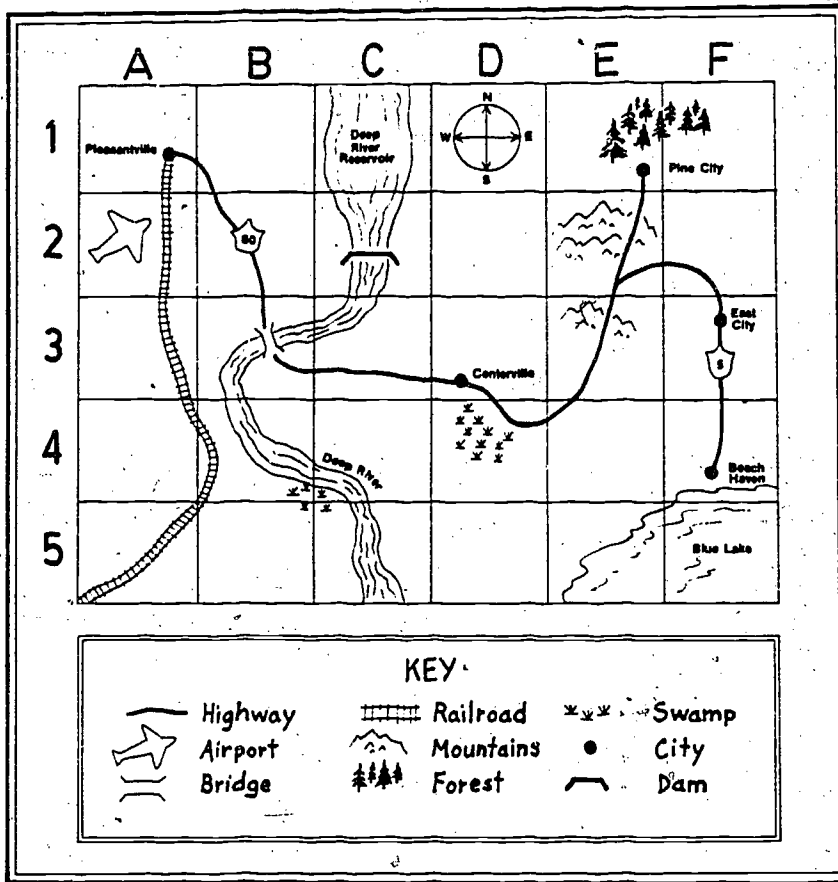 A B C D E F
1
2
3
4
5
Pleasantville
Deep
River
Reservoir
N
W E
S
Pine City
50
East
City
5
Centerville
Deep River
Beach
Haven
Blue Lake
KEY
Highway
Railroad
Swamp
Airport
Mountains
City
Bridge
Forest
Dam